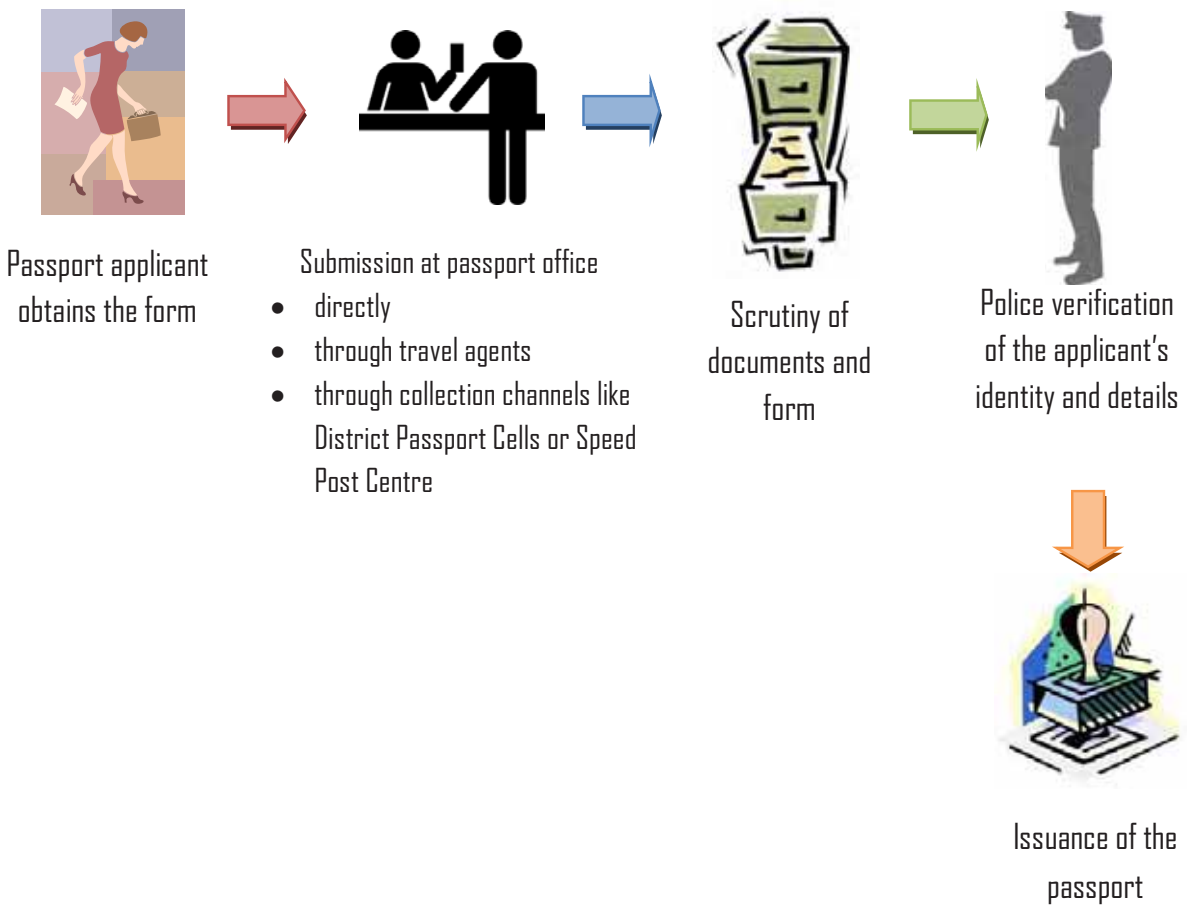 Passport applicant
obtains the form
Submission at passport office
● directly
● through travel agents
● through collection channels like
District Passport Cells or Speed
Post Centre
Scrutiny of
documents and
form
Police verification
of the applicant's
identity and details
Issuance of the
passport